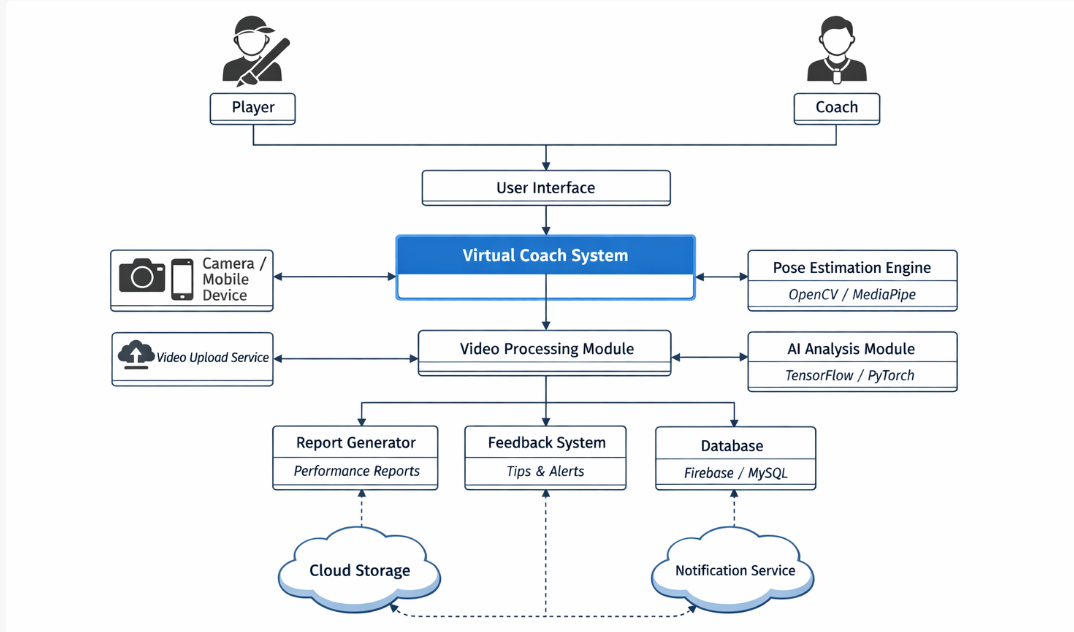 Player
Coach
User Interface
Virtual Coach System
Camera /
Mobile
Device
Pose Estimation Engine
OpenCV / MediaPipe
Video Upload Service
Video Processing Module
AI Analysis Module
TensorFlow / PyTorch
Report Generator
Performance Reports
Feedback System
Tips & Alerts
Database
Firebase / MySQL
Cloud Storage
Notification Service